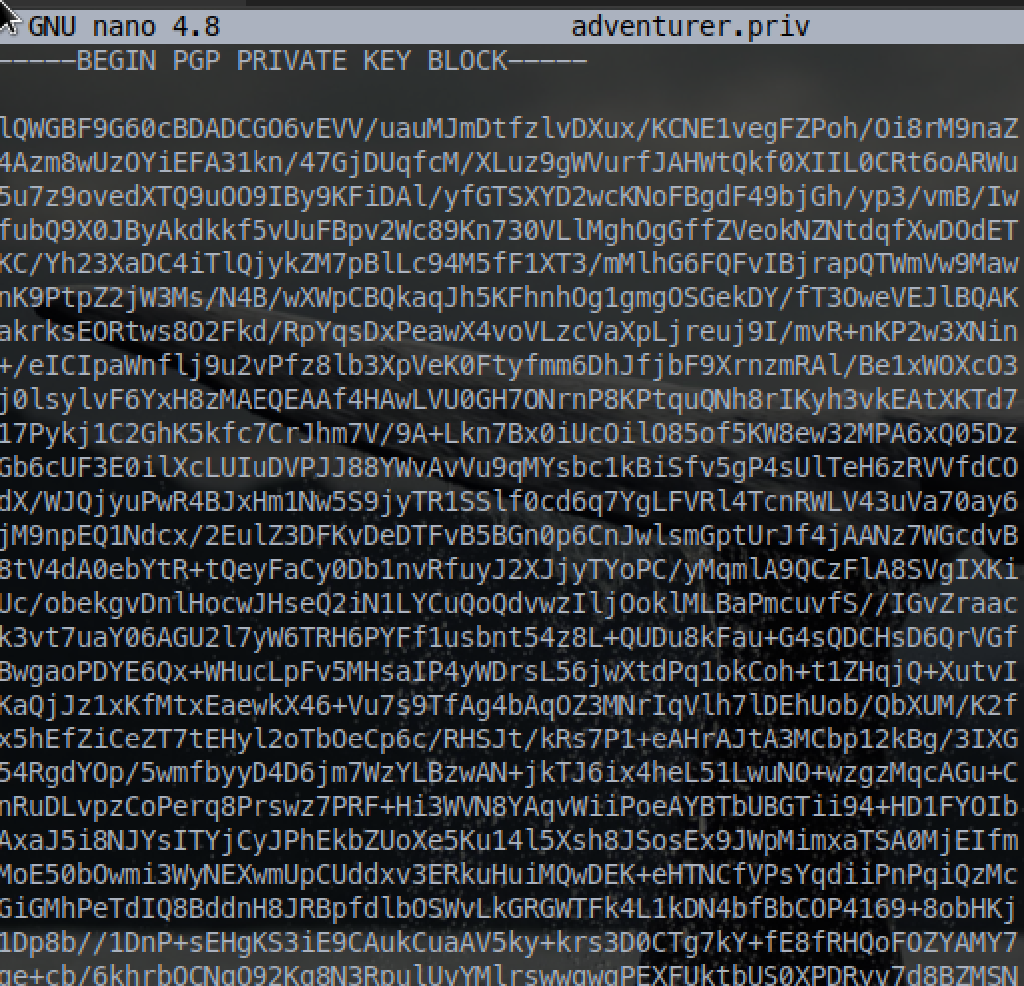 GNU nano 4.8 adventurer.priv
-----BEGIN PGP PRIVATE KEY BLOCK-----
lQWGBF9G60cBDADCGO6vEVV/uauMJmDtfzlvDXux/KCNE1vegFZPoh/Oi8rM9naZ
4Azm8wUzOYiEFA31kn/47GjDUqfcM/XLuz9gWVurfJAHWtQkf0XIIL0CRt6oARWu
5u7z9ovedXTQ9uOO9IBy9KFiDAl/yfGTSXYD2wcKNoFBgdF49bjGh/yp3/vmB/Iw
fubQ9X0JByAkdkkf5vUuFBpv2Wc89Kn730VLlMghOgGffZVeokNZNtdqfXwDOdET
KC/Yh23XaDC4iTlQjykZM7pBlLc94M5fF1XT3/mMlhG6FQFvIBjrapQTWmVw9Maw
nK9PtpZ2jW3Ms/N4B/wXWpCBQkaqJh5KFhnhOg1gmgOSGekDY/fT3OweVEJlBQAK
akrksEORtws8O2Fkd/RpYqsDxPeawX4voVLzcVaXpLjreuj9I/mvR+nKP2w3XNin
+/eICIpaWnflj9u2vPfz8lb3XpVeK0Ftyfmm6DhJfjbF9XrnzmRAl/Be1xWOXcO3
j0lsylvF6YxH8zMAEQEAAf4HAwLVU0GH7ONrnP8KPtquQNh8rIKyh3vkEAtXKTd7
17Pykj1C2GhK5kfc7CrJhm7V/9A+Lkn7Bx0iUcOilO85of5KW8ew32MPA6xQ05Dz
Gb6cUF3E0ilXcLUIuDVPJJ88YWvAvVu9qMYsbc1kBiSfv5gP4sUlTeH6zRVVfdCO
dX/WJQjyuPwR4BJxHm1Nw5S9jyTR1SSlf0cd6q7YgLFVRl4TcnRWLV43uVa70ay6
jM9npEQ1Ndcx/2EulZ3DFKvDeDTFvB5BGn0p6CnJwlsmGptUrJf4jAANz7WGcdvB
8tV4dA0ebYtR+tQeyFaCy0Db1nvRfuyJ2XJjyTYoPC/yMqmlA9QCzFlA8SVgIXKi
Uc/obekgvDnlHocwJHseQ2iN1LYCuQoQdvwzIljOoklMLBaPmcuvfS//IGvZraac
k3vt7uaY06AGU2l7yW6TRH6PYFf1usbnt54z8L+QUDu8kFau+G4sQDCHsD6QrVGf
BwgaoPDYE6Qx+WHucLpFv5MHsaIP4yWDrsL56jwXtdPq1okCoh+t1ZHqjQ+XutvI
KaQjJz1xKfMtxEaewkX46+Vu7s9TfAg4bAqOZ3MNrIqVlh7lDEhUob/QbXUM/K2f
x5hEfZiCeZT7tEHyl2oTbOeCp6c/RHSJt/kRs7P1+eAHrAJtA3MCbp12kBg/3IXG
54RgdYOp/5wmfbyyD4D6jm7WzYLBzwAN+jkTJ6ix4heL51LwuNO+wzgzMqcAGu+C
nRuDLvpzCoPerq8Prswz7PRF+Hi3WVN8YAqvWiiPoeAYBTbUBGTii94+HD1FYOIb
AxaJ5i8NJYsITYjCyJPhEkbZUoXe5Ku14l5Xsh8JSosEx9JWpMimxaTSA0MjEIfm
MoE50bOwmi3WyNEXwmUpCUddxv3ERkuHuiMQwDEK+eHTNCfVPsYqdiiPnPqiQzMc
GiGMhPeTdIQ8BddnH8JRBpfdlbOSWvLkGRGWTFk4L1kDN4bfBbCOP4169+8obHKj
1Dp8b//1DnP+sEHgKS3iE9CAukCuaAV5ky+krs3D0CTg7kY+fE8fRHQoFOZYAMY7